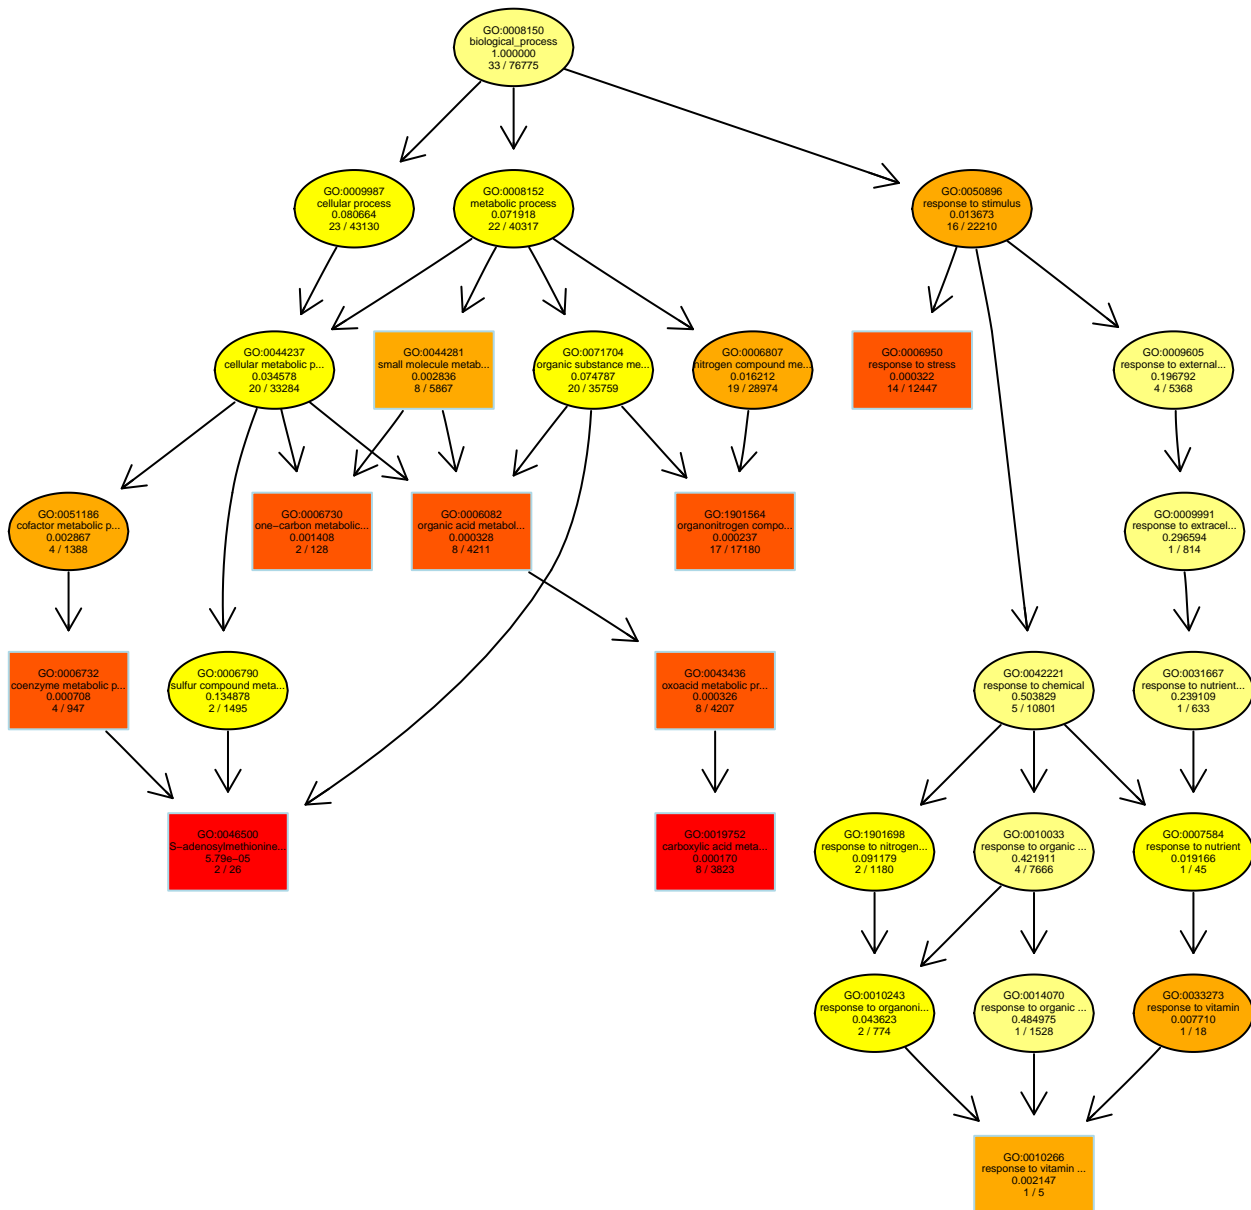 GO:0008150
biological_process
1.000000
33 / 76775
GO:0009987
cellular process
0.080664
23 / 43130
GO:0008152
metabolic process
0.071918
22 / 40317
GO:0050896
response to stimulus
0.013673
16 / 22210
GO:0044237
cellular metabolic p...
0.034578
20 / 33284
GO:0044281
small molecule metab...
0.002836
8 / 5867
GO:0071704
organic substance me...
0.074787
20 / 35759
GO:0006807
nitrogen compound me...
0.016212
19 / 28974
GO:0006950
response to stress
0.000322
14 / 12447
GO:0009605
response to external...
0.196792
4 / 5368
GO:0051186
cofactor metabolic p...
0.002867
4 / 1388
GO:0006730
one−carbon metabolic...
0.001408
2 / 128
GO:0006082
organic acid metabol...
0.000328
8 / 4211
GO:1901564
organonitrogen compo...
0.000237
17 / 17180
GO:0009991
response to extracel...
0.296594
1 / 814
GO:0006732
coenzyme metabolic p...
0.000708
4 / 947
GO:0006790
sulfur compound meta...
0.134878
2 / 1495
GO:0043436
oxoacid metabolic pr...
0.000326
8 / 4207
GO:0042221
response to chemical
0.503829
5 / 10801
GO:0031667
response to nutrient...
0.239109
1 / 633
GO:0046500
S−adenosylmethionine...
5.79e−05
2 / 26
GO:0019752
carboxylic acid meta...
0.000170
8 / 3823
GO:1901698
response to nitrogen...
0.091179
2 / 1180
GO:0010033
response to organic ...
0.421911
4 / 7666
GO:0007584
response to nutrient
0.019166
1 / 45
GO:0010243
response to organoni...
0.043623
2 / 774
GO:0014070
response to organic ...
0.484975
1 / 1528
GO:0033273
response to vitamin
0.007710
1 / 18
GO:0010266
response to vitamin ...
0.002147
1 / 5